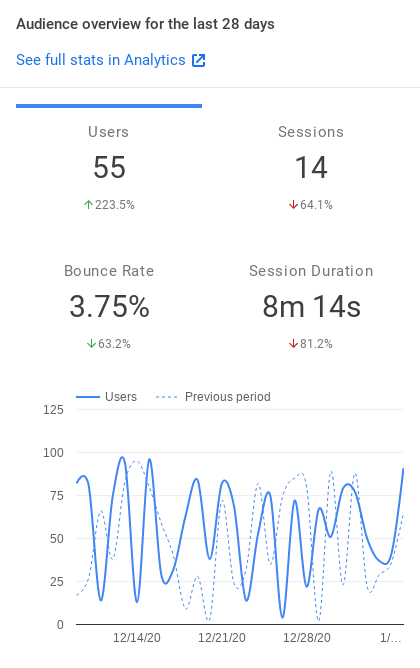 Audience overview for the last 28 days
See full stats in Analytics
Users
Sessions
55
14
223.5%
64.1%
Bounce Rate
Session Duration
3.75%
8m 14s
63.2%
81.2%
Users
Previous period
125
100
75
50
25
0
12/14/20
12/21/20
12/28/20
1/…